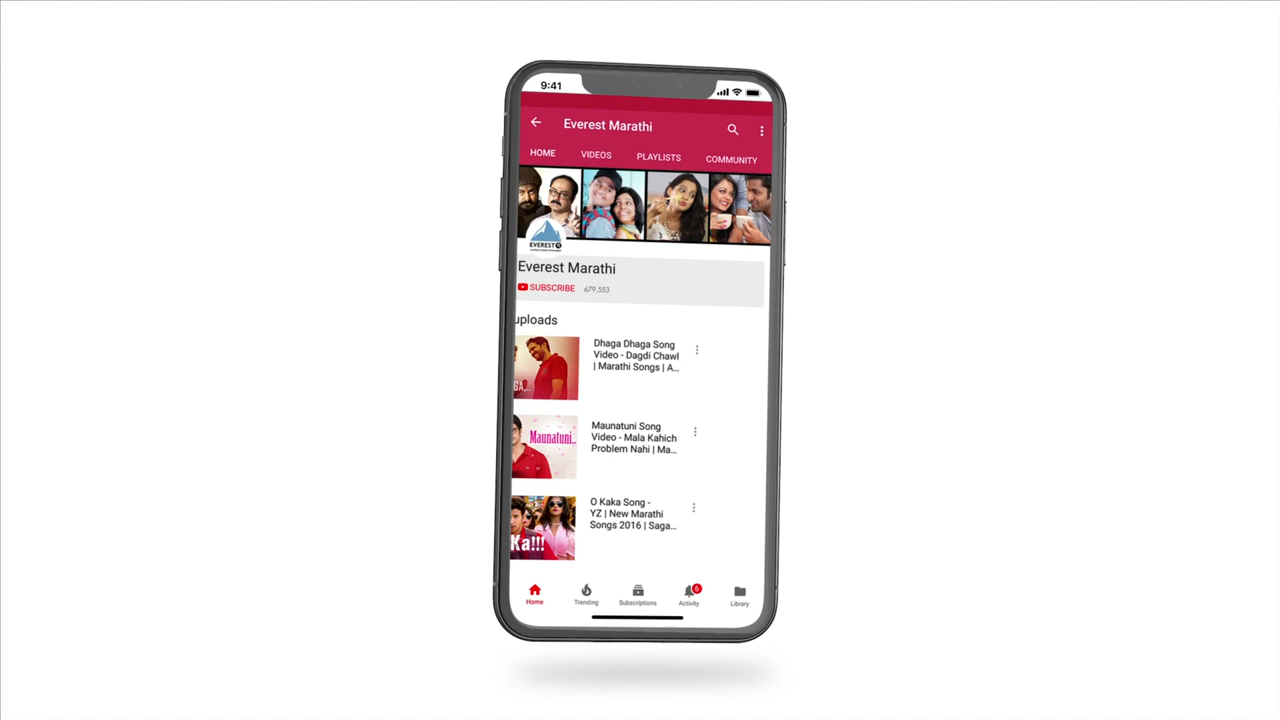 9:41
Everest Marathi
HOME VIDEOS PLAYLISTS COMMUNITY
EVEREST
Everest Marathi
SUBSCRIBE 679,553
uploads
Dhaga Dhaga Song
Video - Dagdi Chawl
| Marathi Songs | A...
GA...
Maunatuni Song
Video - Mala Kahich
Problem Nahi | Ma...
Maunatuni..
O Kaka Song -
YZ | New Marathi
Songs 2016 | Saga...
Ka!!!
6
Home Trending Subscriptions Activity Library